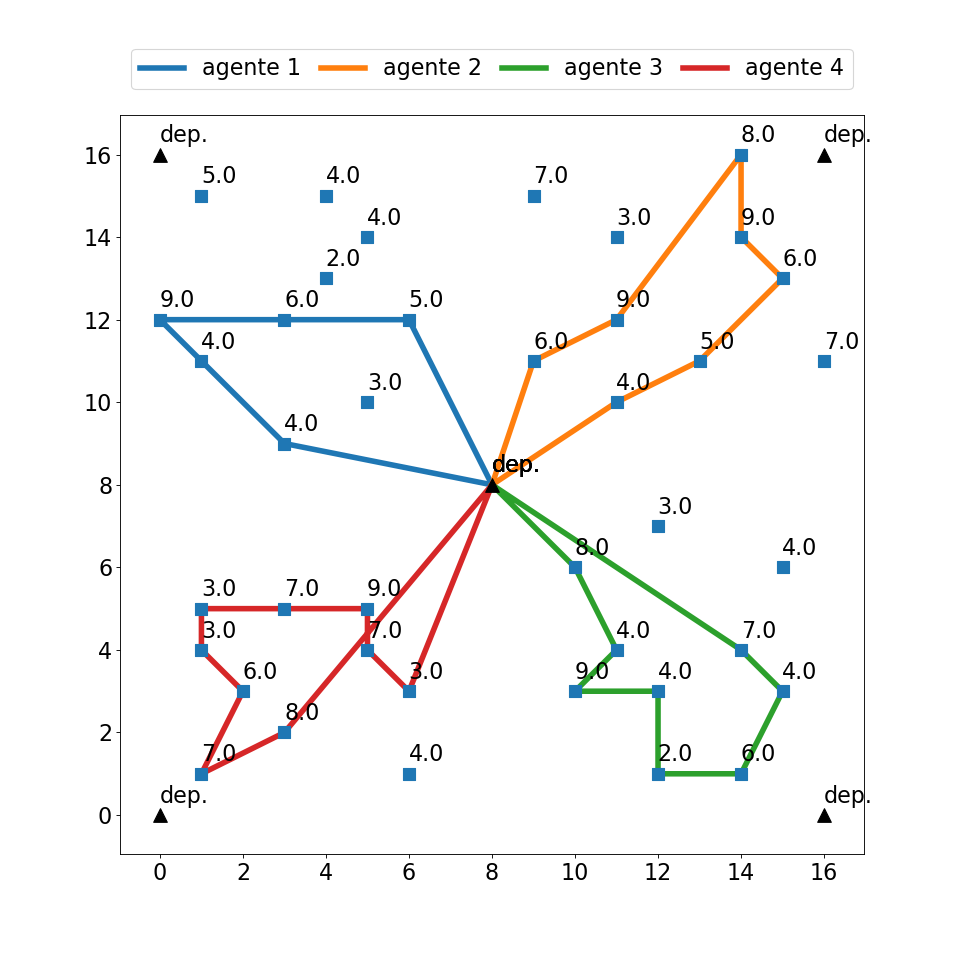 agente 1 agente 2 agente 3 agente 4
dep. 8.0 dep.
16
5.0 4.0 7.0
4.0 3.0 9.0
14
2.0 6.0
9.0 6.0 5.0 9.0
12
4.0 6.0 5.0 7.0
3.0 4.0
10
4.0
dep. dep.
8
3.0
8.0 4.0
6
3.0 7.0 9.0
3.0 7.0 4.0 7.0
4
6.0 3.0 9.0 4.0 4.0
8.0
2
7.0 4.0 2.0 6.0
dep. dep.
0
0 2 4 6 8 10 12 14 16